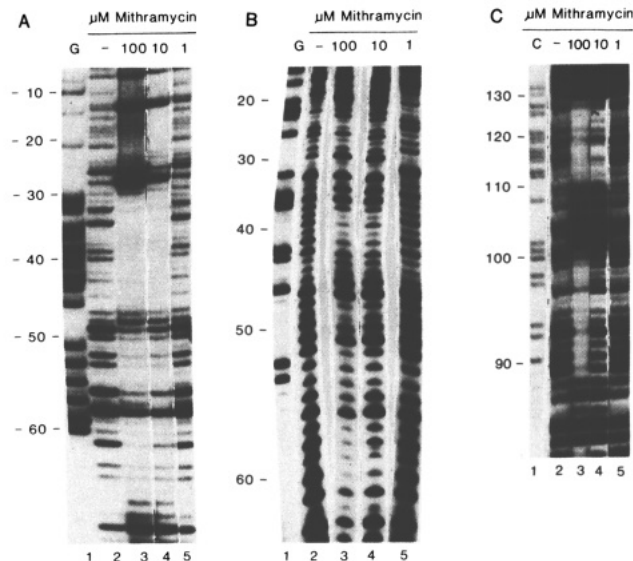 A
μM Mithramycin
G - 100 10 1
- 10
- 20
- 30
- 40
- 50
- 60
1 2 3 4 5
B
μM Mithramycin
G - 100 10 1
20 -
30 -
40 -
50 -
60 -
1 2 3 4 5
C
μM Mithramycin
C - 100 10 1
130 -
120 -
110 -
100 -
90 -
1 2 3 4 5